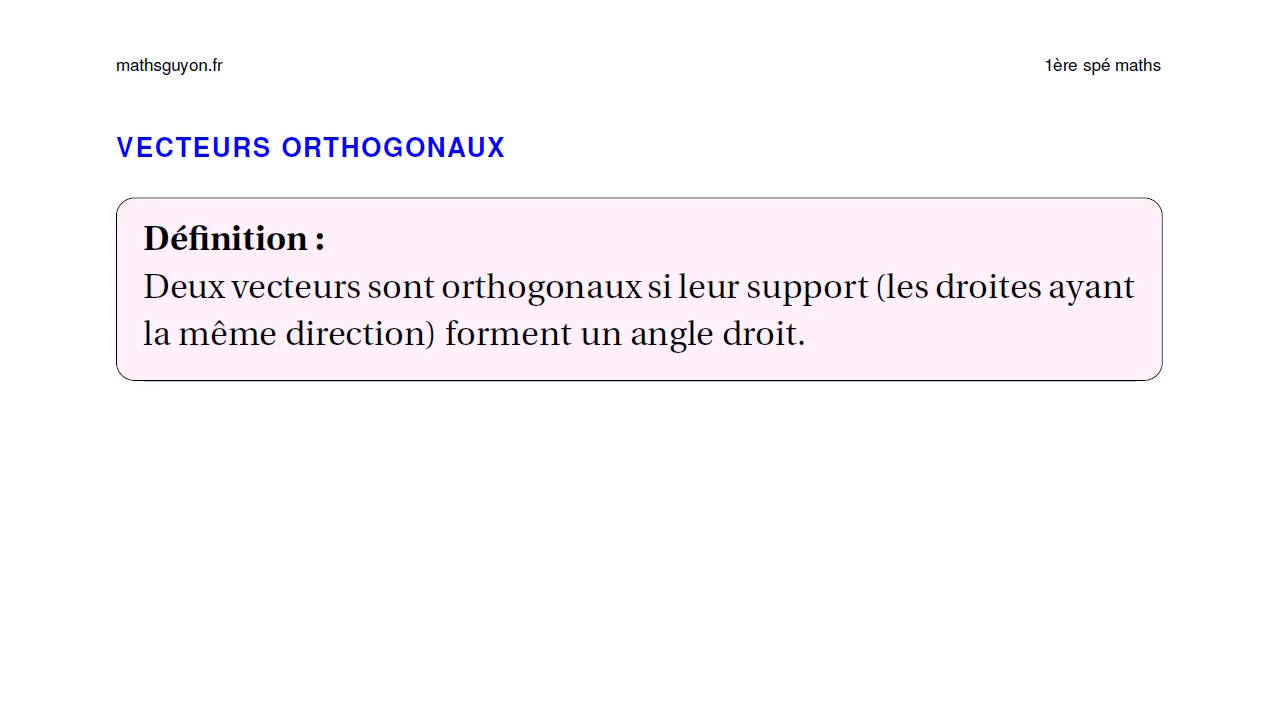 mathsguyon.fr
1ère spé maths
VECTEURS ORTHOGONAUX
Définition :
Deux vecteurs sont orthogonaux si leur support (les droites ayant
la même direction) forment un angle droit.